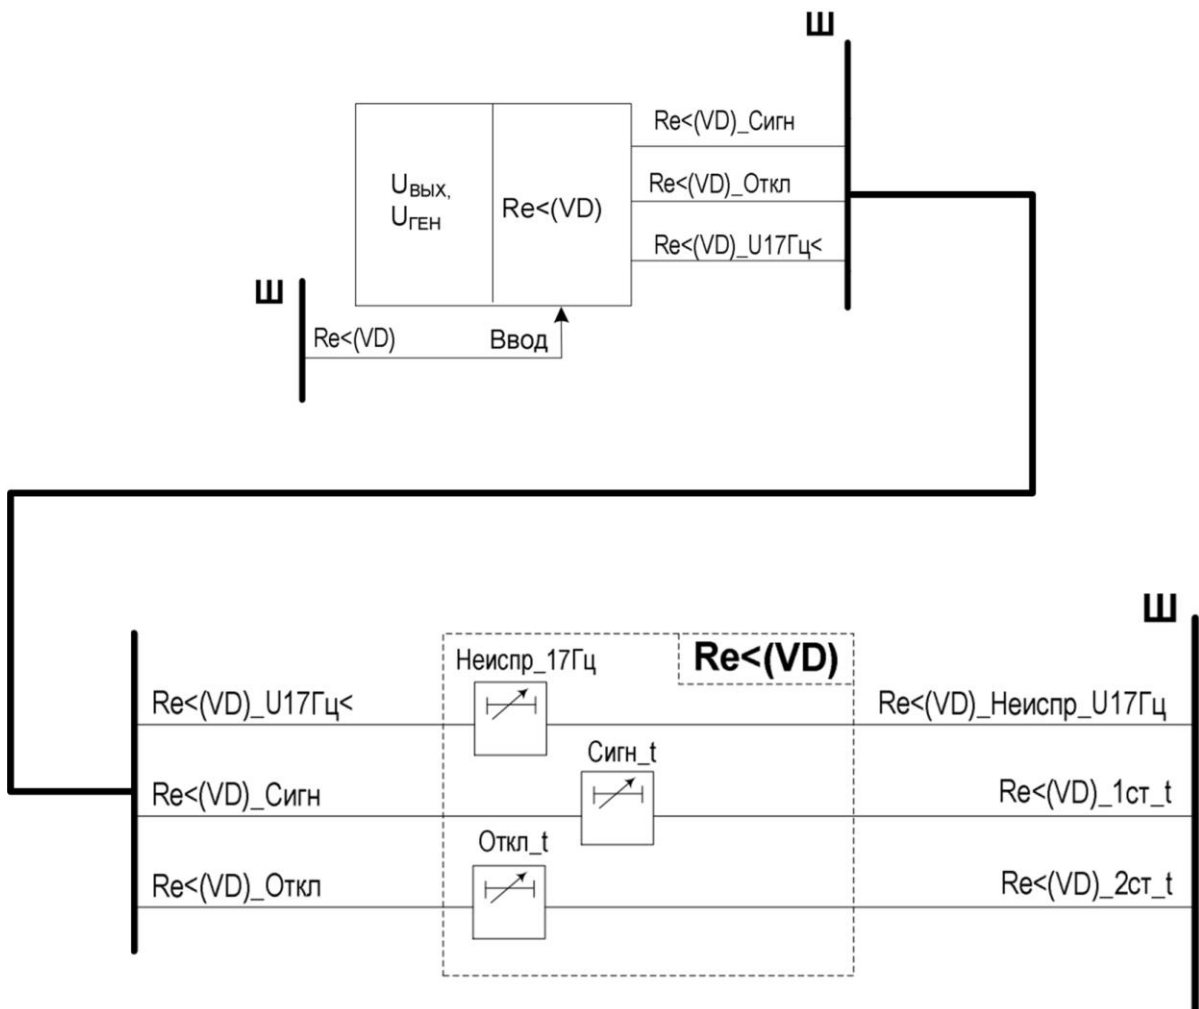 Ш
Re<(VD)_Сигн
UВЫХ,
UГЕН
Re<(VD)
Re<(VD)_Откл
Re<(VD)_U17Гц<
Ш
Re<(VD)
Ввод
Ш
Re<(VD)
Неиспр_17Гц
Re<(VD)_U17Гц<
Re<(VD)_Неиспр_U17Гц
Сигн_t
Re<(VD)_Сигн
Re<(VD)_1ст_t
Откл_t
Re<(VD)_Откл
Re<(VD)_2ст_t